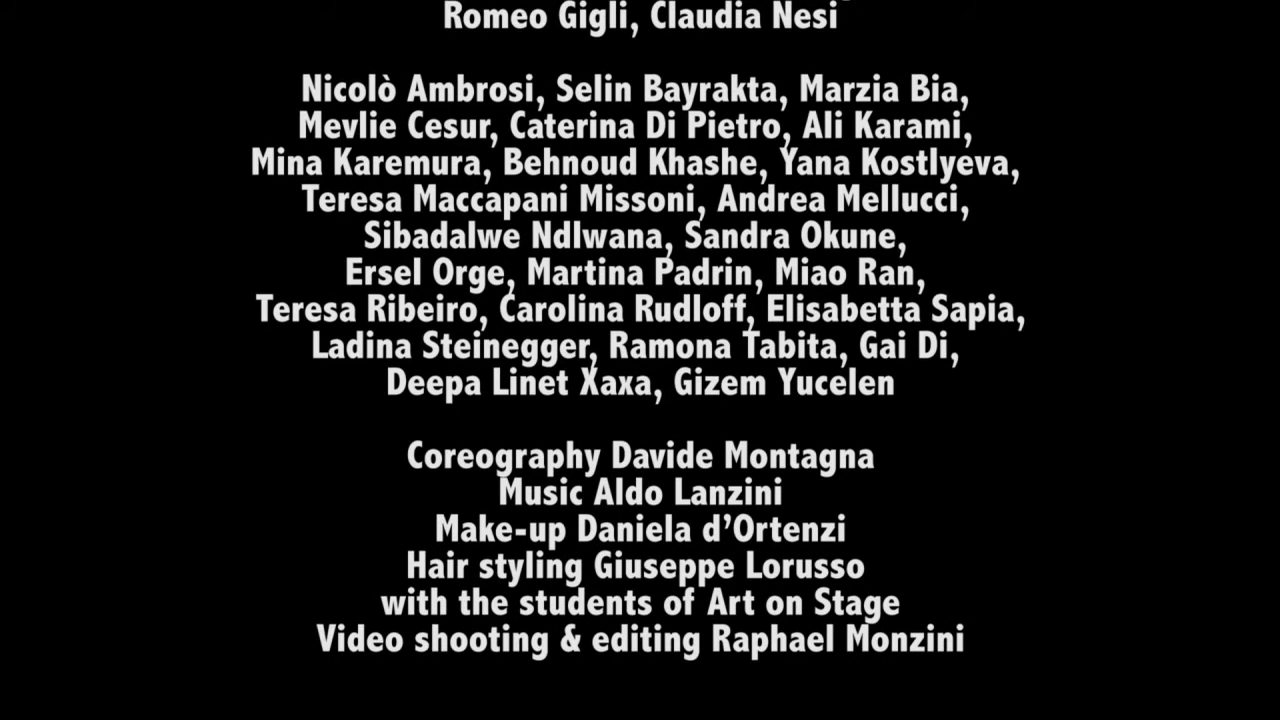 Romeo Gigli, Claudia Nesi
Nicolò Ambrosi, Selin Bayrakta, Marzia Bia,
Mevlie Cesur, Caterina Di Pietro, Ali Karami,
Mina Karemura, Behnoud Khashe, Yana Kostlyeva,
Teresa Maccapani Missoni, Andrea Mellucci,
Sibadalwe Ndlwana, Sandra Okune,
Ersel Orge, Martina Padrin, Miao Ran,
Teresa Ribeiro, Carolina Rudloff, Elisabetta Sapia,
Ladina Steinegger, Ramona Tabita, Gai Di,
Deepa Linet Xaxa, Gizem Yucelen
Coreography Davide Montagna
Music Aldo Lanzini
Make-up Daniela d’Ortenzi
Hair styling Giuseppe Lorusso
with the students of Art on Stage
Video shooting & editing Raphael Monzini